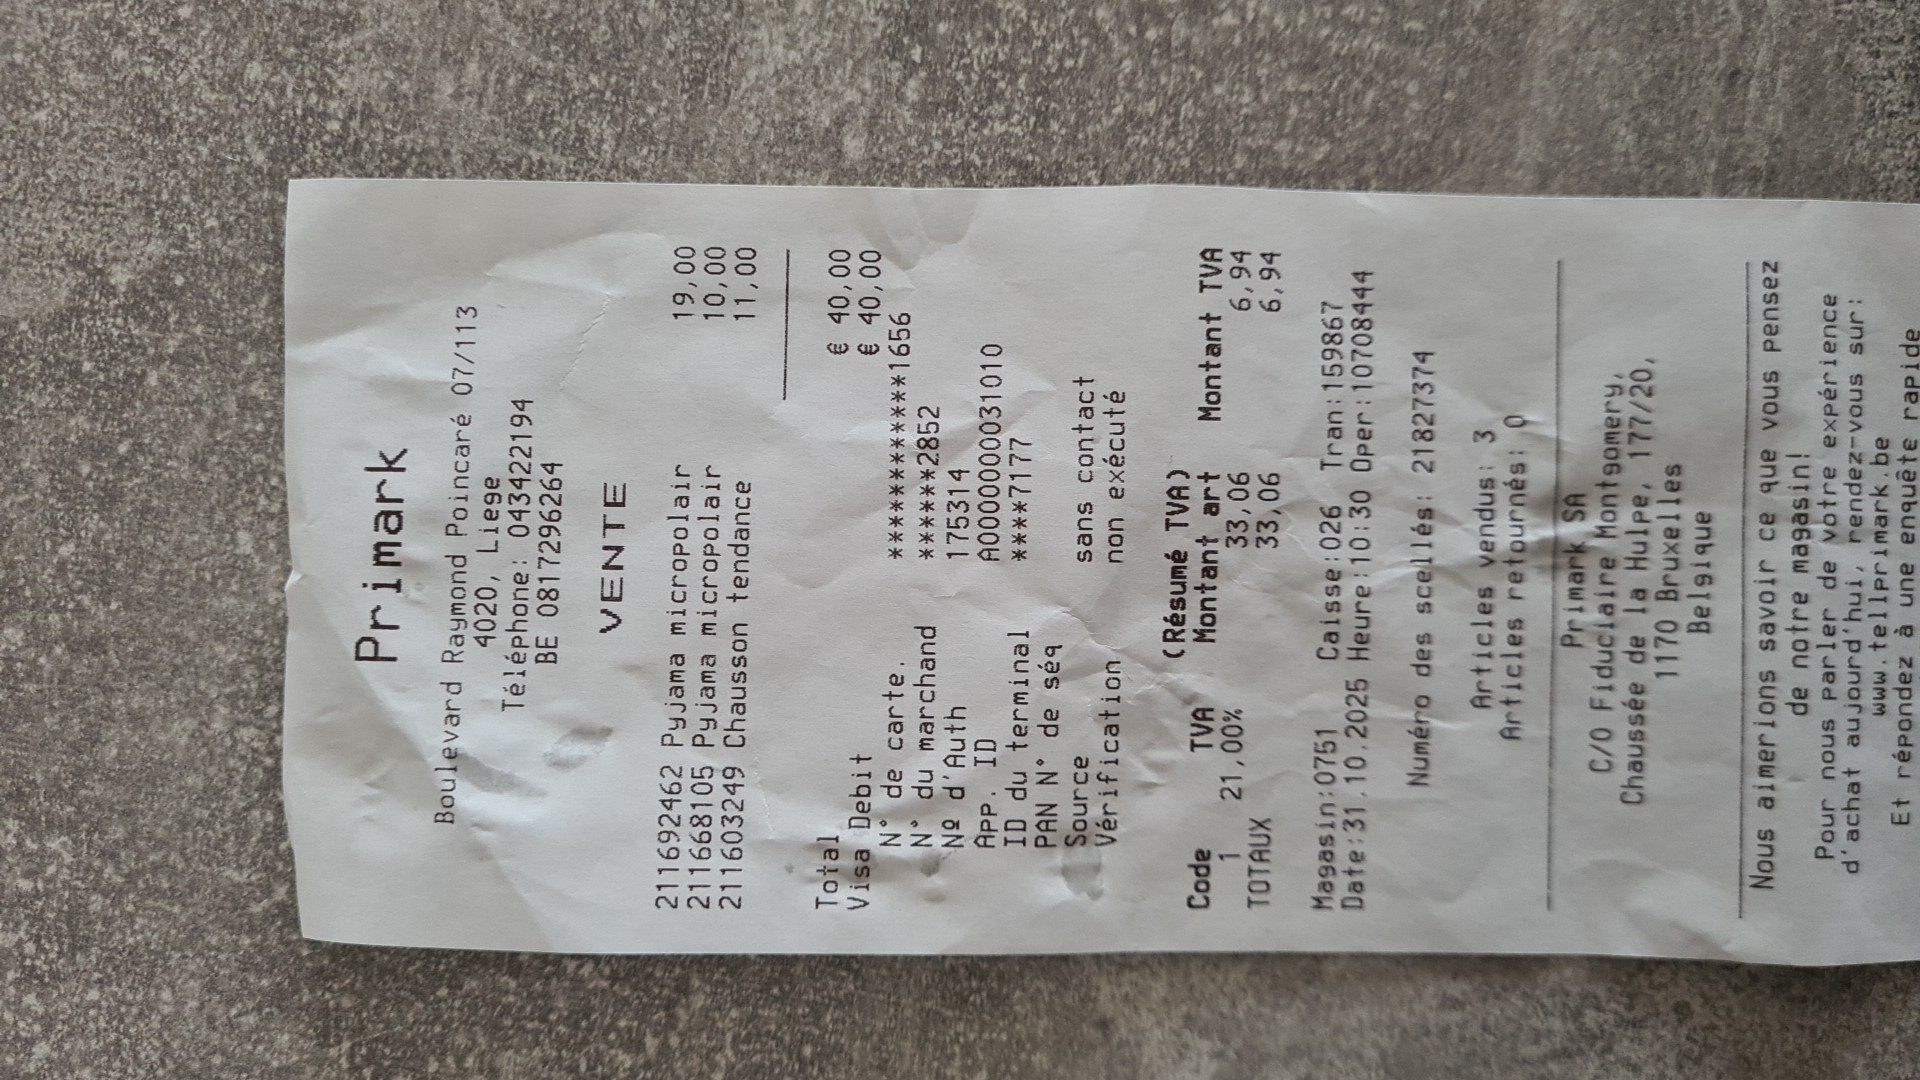 Primark
Boulevard Raymond Poincaré 07/113
4020, Liege
Téléphone: 043422194
BE 0817296264
VENTE
211692462 Pyjama micropolair 19,00
211668105 Pyjama micropolair 10,00
211603249 Chausson tendance 11,00
Total € 40,00
Visa Debit € 40,00
N° de carte. ***************1656
N° du marchand ******2852
Nº d'Auth 175314
APP. ID A0000000031010
ID du terminal ****7177
PAN N° de séq
Source sans contact
Vérification non exécuté
(Résumé TVA)
Code TVA Montant art Montant TVA
1 21,00% 33,06 6,94
TOTAUX 33,06 6,94
Magasin:0751 Caisse:026 Tran:159867
Date:31.10.2025 Heure:10:30 Oper:10708444
Numéro des scellés: 21827374
Articles vendus: 3
Articles retournés: 0
Primark SA
C/O Fiduciaire Montgomery,
Chaussée de la Hulpe, 177/20,
1170 Bruxelles
Belgique
Nous aimerions savoir ce que vous pensez
de notre magasin!
Pour nous parler de votre expérience
d'achat aujourd'hui, rendez-vous sur:
www.tellprimark.be
Et répondez à une enquête rapide